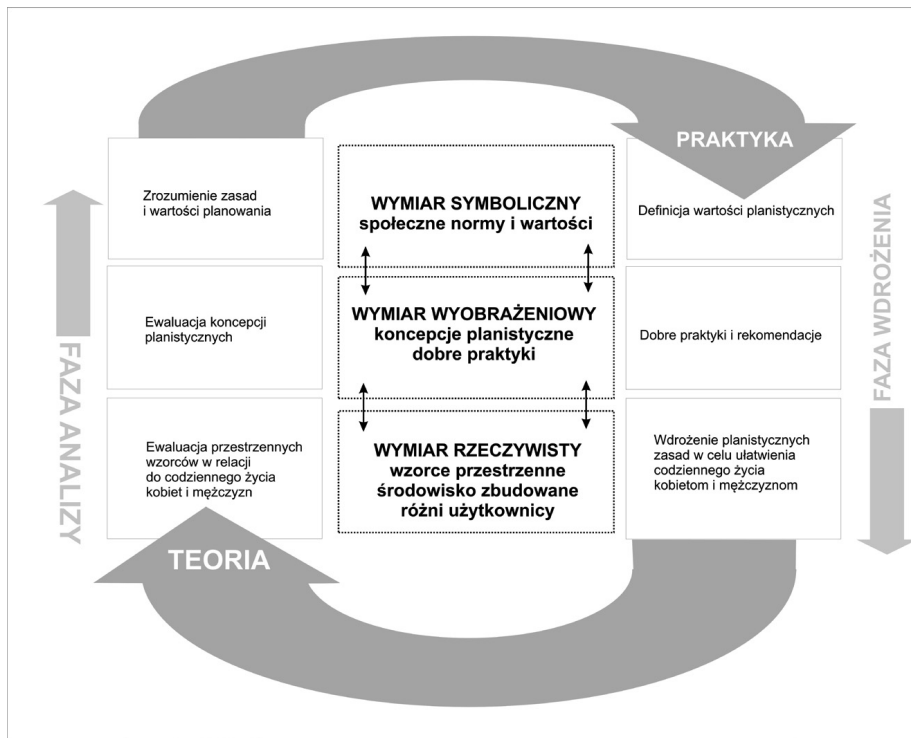 PRAKTYKA
Zrozumienie zasad
i wartości planowania
WYMIAR SYMBOLICZNY
społeczne normy i wartości
Definicja wartości planistycznych
Ewaluacja koncepcji
planistycznych
WYMIAR WYOBRAŻENIOWY
koncepcje planistyczne
dobre praktyki
Dobre praktyki i rekomendacje
Ewaluacja przestrzennych
wzorców w relacji
do codziennego życia
kobiet i mężczyzn
WYMIAR RZECZYWISTY
wzorce przestrzenne
środowisko zbudowane
różni użytkownicy
Wdrożenie planistycznych
zasad w celu ułatwienia
codziennego życia
kobietom i mężczyznom
TEORIA
FAZA ANALIZY
FAZA WDROŻENIA